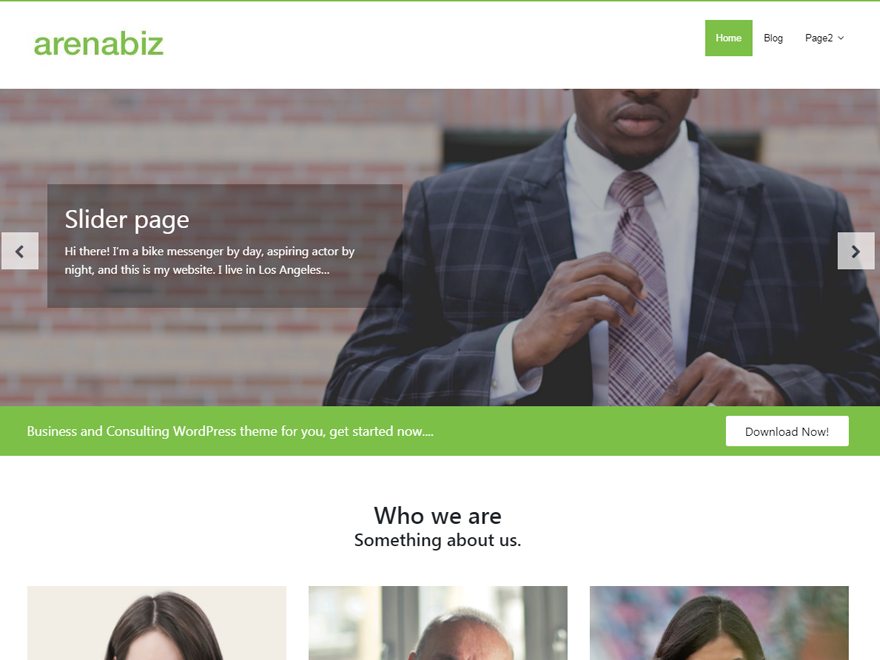 arenabiz
Home Blog Page2
Slider page
Hi there! I'm a bike messenger by day, aspiring actor by
night, and this is my website. I live in Los Angeles...
Business and Consulting WordPress theme for you, get started now....
Download Now!
Who we are
Something about us.